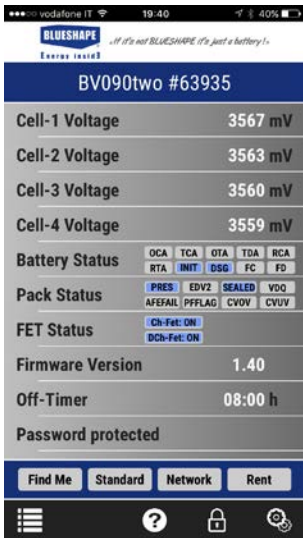 vodafone IT 19:40 40%
BLUESHAPE
Energy insid3
.If it's not BLUESHAPE it's just a battery!.
BV090two #63935
Cell-1 Voltage 3567 mV
Cell-2 Voltage 3563 mV
Cell-3 Voltage 3560 mV
Cell-4 Voltage 3559 mV
Battery Status OCA TCA OTA TDA RCA
RTA INIT DSG FC FD
Pack Status PRES EDV2 SEALED VDQ
AFEFAIL PFFLAG CVOV CVUV
FET Status Ch-Fet: ON
DCh-Fet: ON
Firmware Version 1.40
Off-Timer 08:00 h
Password protected
Find Me Standard Network Rent
?